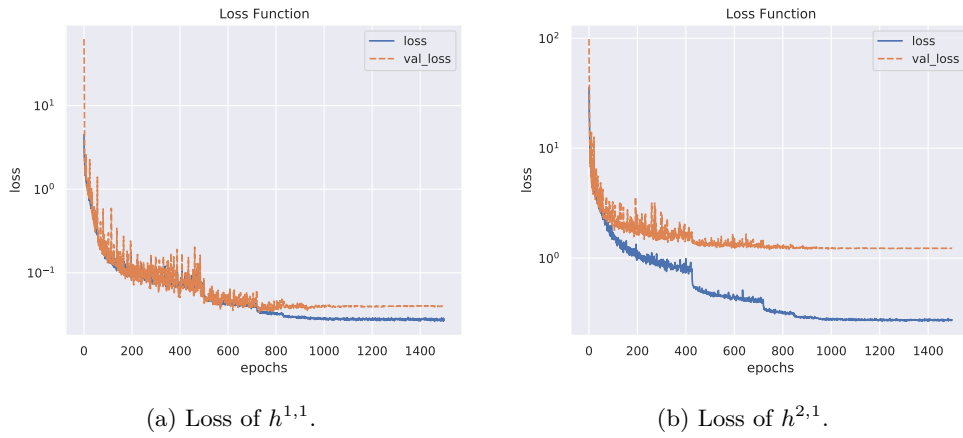 Loss Function
loss
val_loss
10^1
10^0
10^−1
loss
0 200 400 600 800 1000 1200 1400
epochs
(a) Loss of h^{1,1}.
Loss Function
loss
val_loss
10^2
10^1
10^0
loss
0 200 400 600 800 1000 1200 1400
epochs
(b) Loss of h^{2,1}.